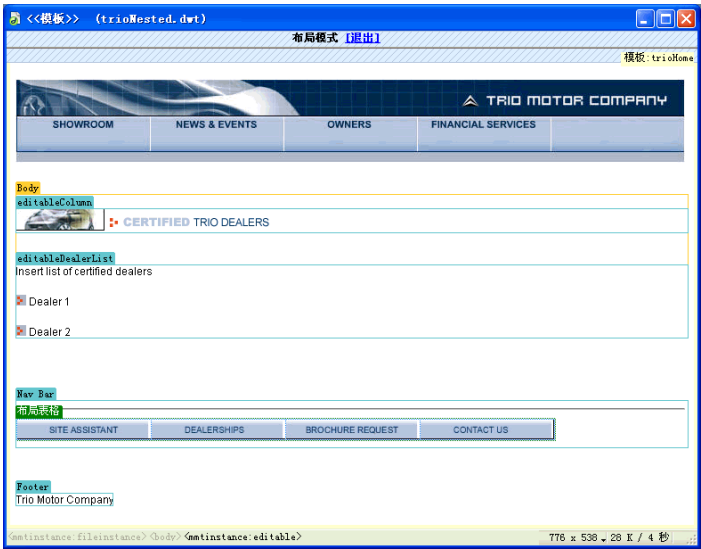 <<模板>> (trioNested.dwt)
布局模式 [退出]
模板:trioHome
TRIO MOTOR COMPANY
SHOWROOM NEWS & EVENTS OWNERS FINANCIAL SERVICES
Body
editableColumn
CERTIFIED TRIO DEALERS
editableDealerList
Insert list of certified dealers
Dealer 1
Dealer 2
Nav Bar
布局表格
SITE ASSISTANT DEALERSHIPS BROCHURE REQUEST CONTACT US
Footer
Trio Motor Company
<mmtinstance:fileinstance> <body> <mmtinstance:editable> 776 x 538 28 K / 4 秒